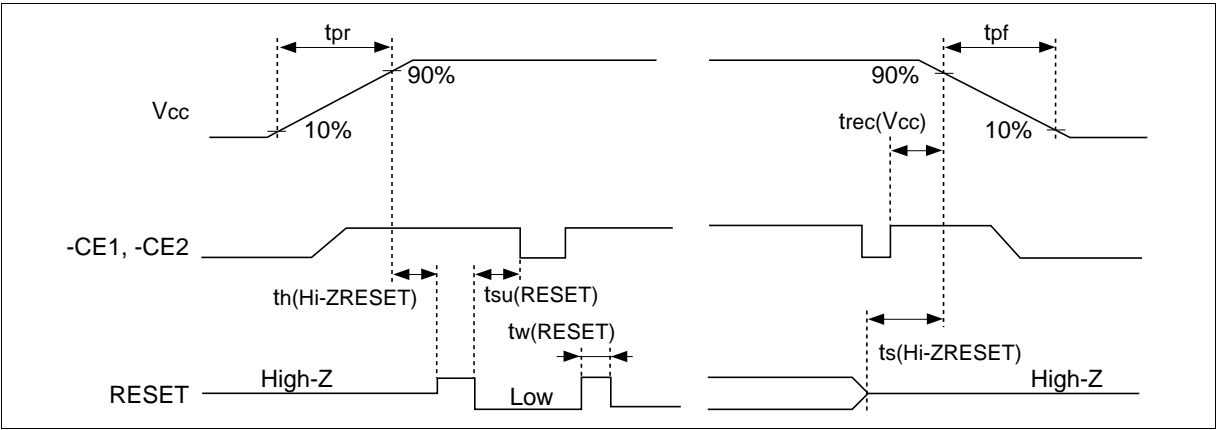 tpr
tpf
90%
90%
Vcc
10%
trec(Vcc)
10%
-CE1, -CE2
th(Hi-ZRESET)
tsu(RESET)
tw(RESET)
ts(Hi-ZRESET)
High-Z
High-Z
RESET
Low